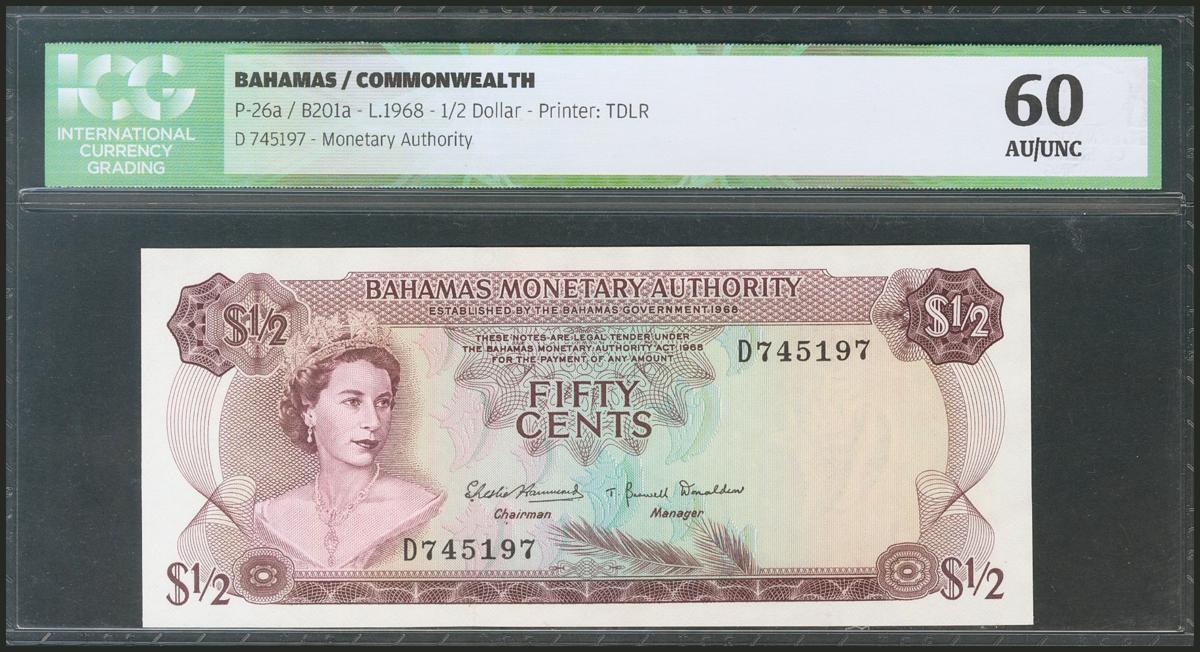 ICG
INTERNATIONAL
CURRENCY
GRADING
BAHAMAS / COMMONWEALTH
P-26a / B201a - L.1968 - 1/2 Dollar - Printer: TDLR
D 745197 - Monetary Authority
60
AU/UNC
$1/2
BAHAMAS MONETARY AUTHORITY
ESTABLISHED BY THE BAHAMAS GOVERNMENT 1968
$1/2
THESE NOTES ARE LEGAL TENDER UNDER
THE BAHAMAS MONETARY AUTHORITY ACT 1968
FOR THE PAYMENT OF ANY AMOUNT
D745197
FIFTY
CENTS
T. Donaldson
Chairman
Manager
D745197
$1/2
$1/2